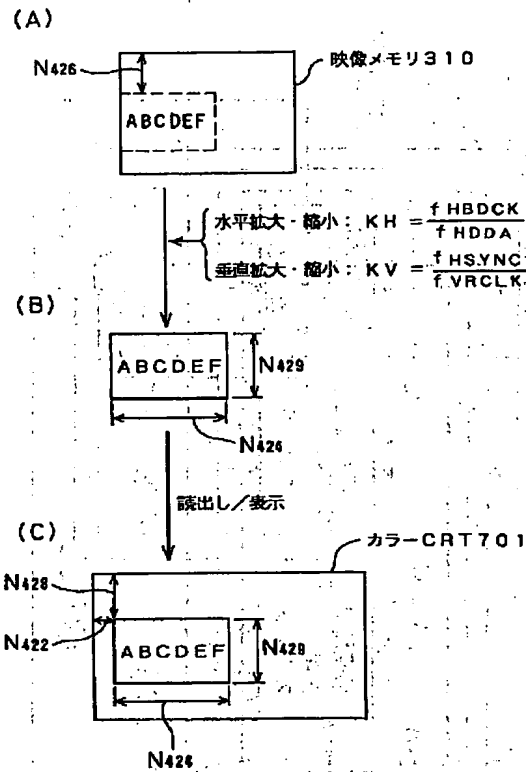 (A)
N426
映像メモリ310
ABCDEF
水平拡大・縮小: KH = fHBDCK / fHDDA
垂直拡大・縮小: KV = fHSYNC / fVRCLK
(B)
ABCDEF
N429
N424
読出し/表示
(C)
カラーCRT701
N428
N422
ABCDEF
N429
N424